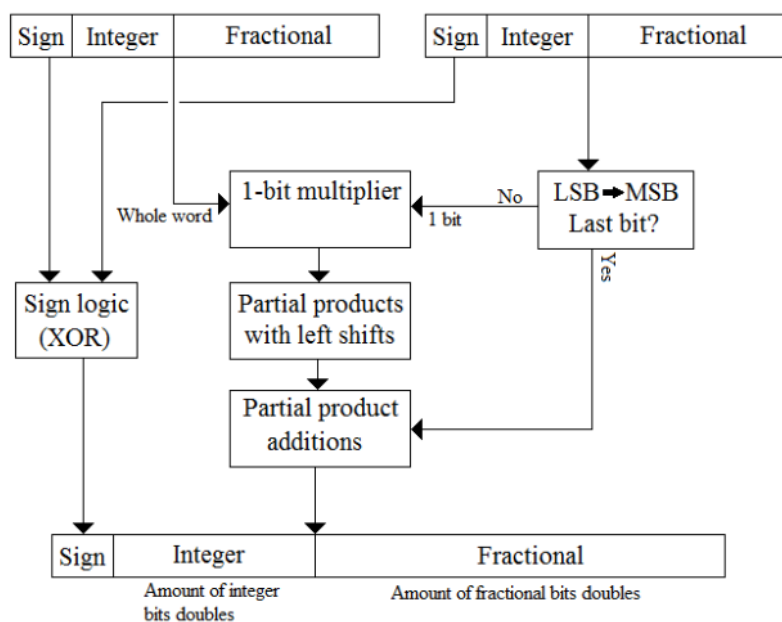 Sign Integer Fractional
Sign Integer Fractional
1-bit multiplier
Whole word
1 bit
No
LSB➡MSB
Last bit?
Yes
Sign logic
(XOR)
Partial products
with left shifts
Partial product
additions
Sign Integer Fractional
Amount of integer
bits doubles
Amount of fractional bits doubles